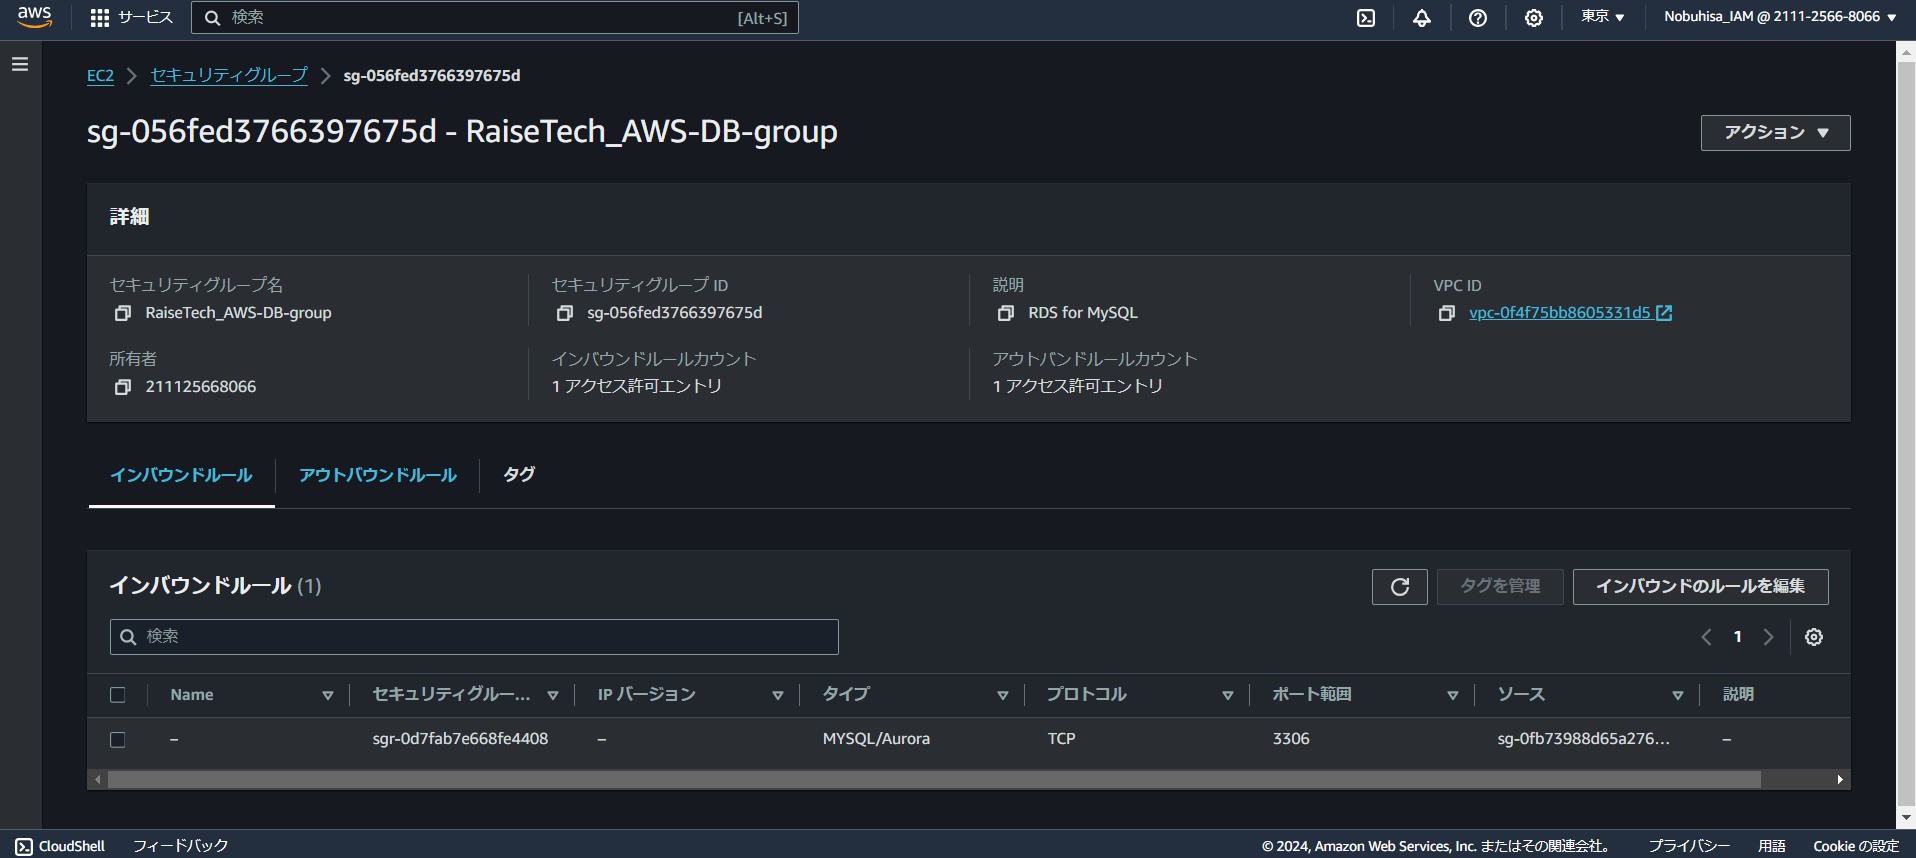 aws サービス 検索 [Alt+S] 東京 ▼ Nobuhisa_IAM @ 2111-2566-8066 ▼
EC2 > セキュリティグループ > sg-056fed3766397675d
sg-056fed3766397675d - RaiseTech_AWS-DB-group
アクション ▼
詳細
セキュリティグループ名 セキュリティグループ ID 説明 VPC ID
RaiseTech_AWS-DB-group sg-056fed3766397675d RDS for MySQL vpc-0f4f75bb8605331d5
所有者 インバウンドルールカウント アウトバンドルールカウント
211125668066 1 アクセス許可エントリ 1 アクセス許可エントリ
インバウンドルール アウトバウンドルール タグ
インバウンドルール (1) タグを管理 インバウンドのルールを編集
検索 1
Name セキュリティグルー... IP バージョン タイプ プロトコル ポート範囲 ソース 説明
– sgr-0d7fab7e668fe4408 – MYSQL/Aurora TCP 3306 sg-0fb73988d65a276... –
CloudShell フィードバック © 2024, Amazon Web Services, Inc. またはその関連会社。 プライバシー 用語 Cookie の設定